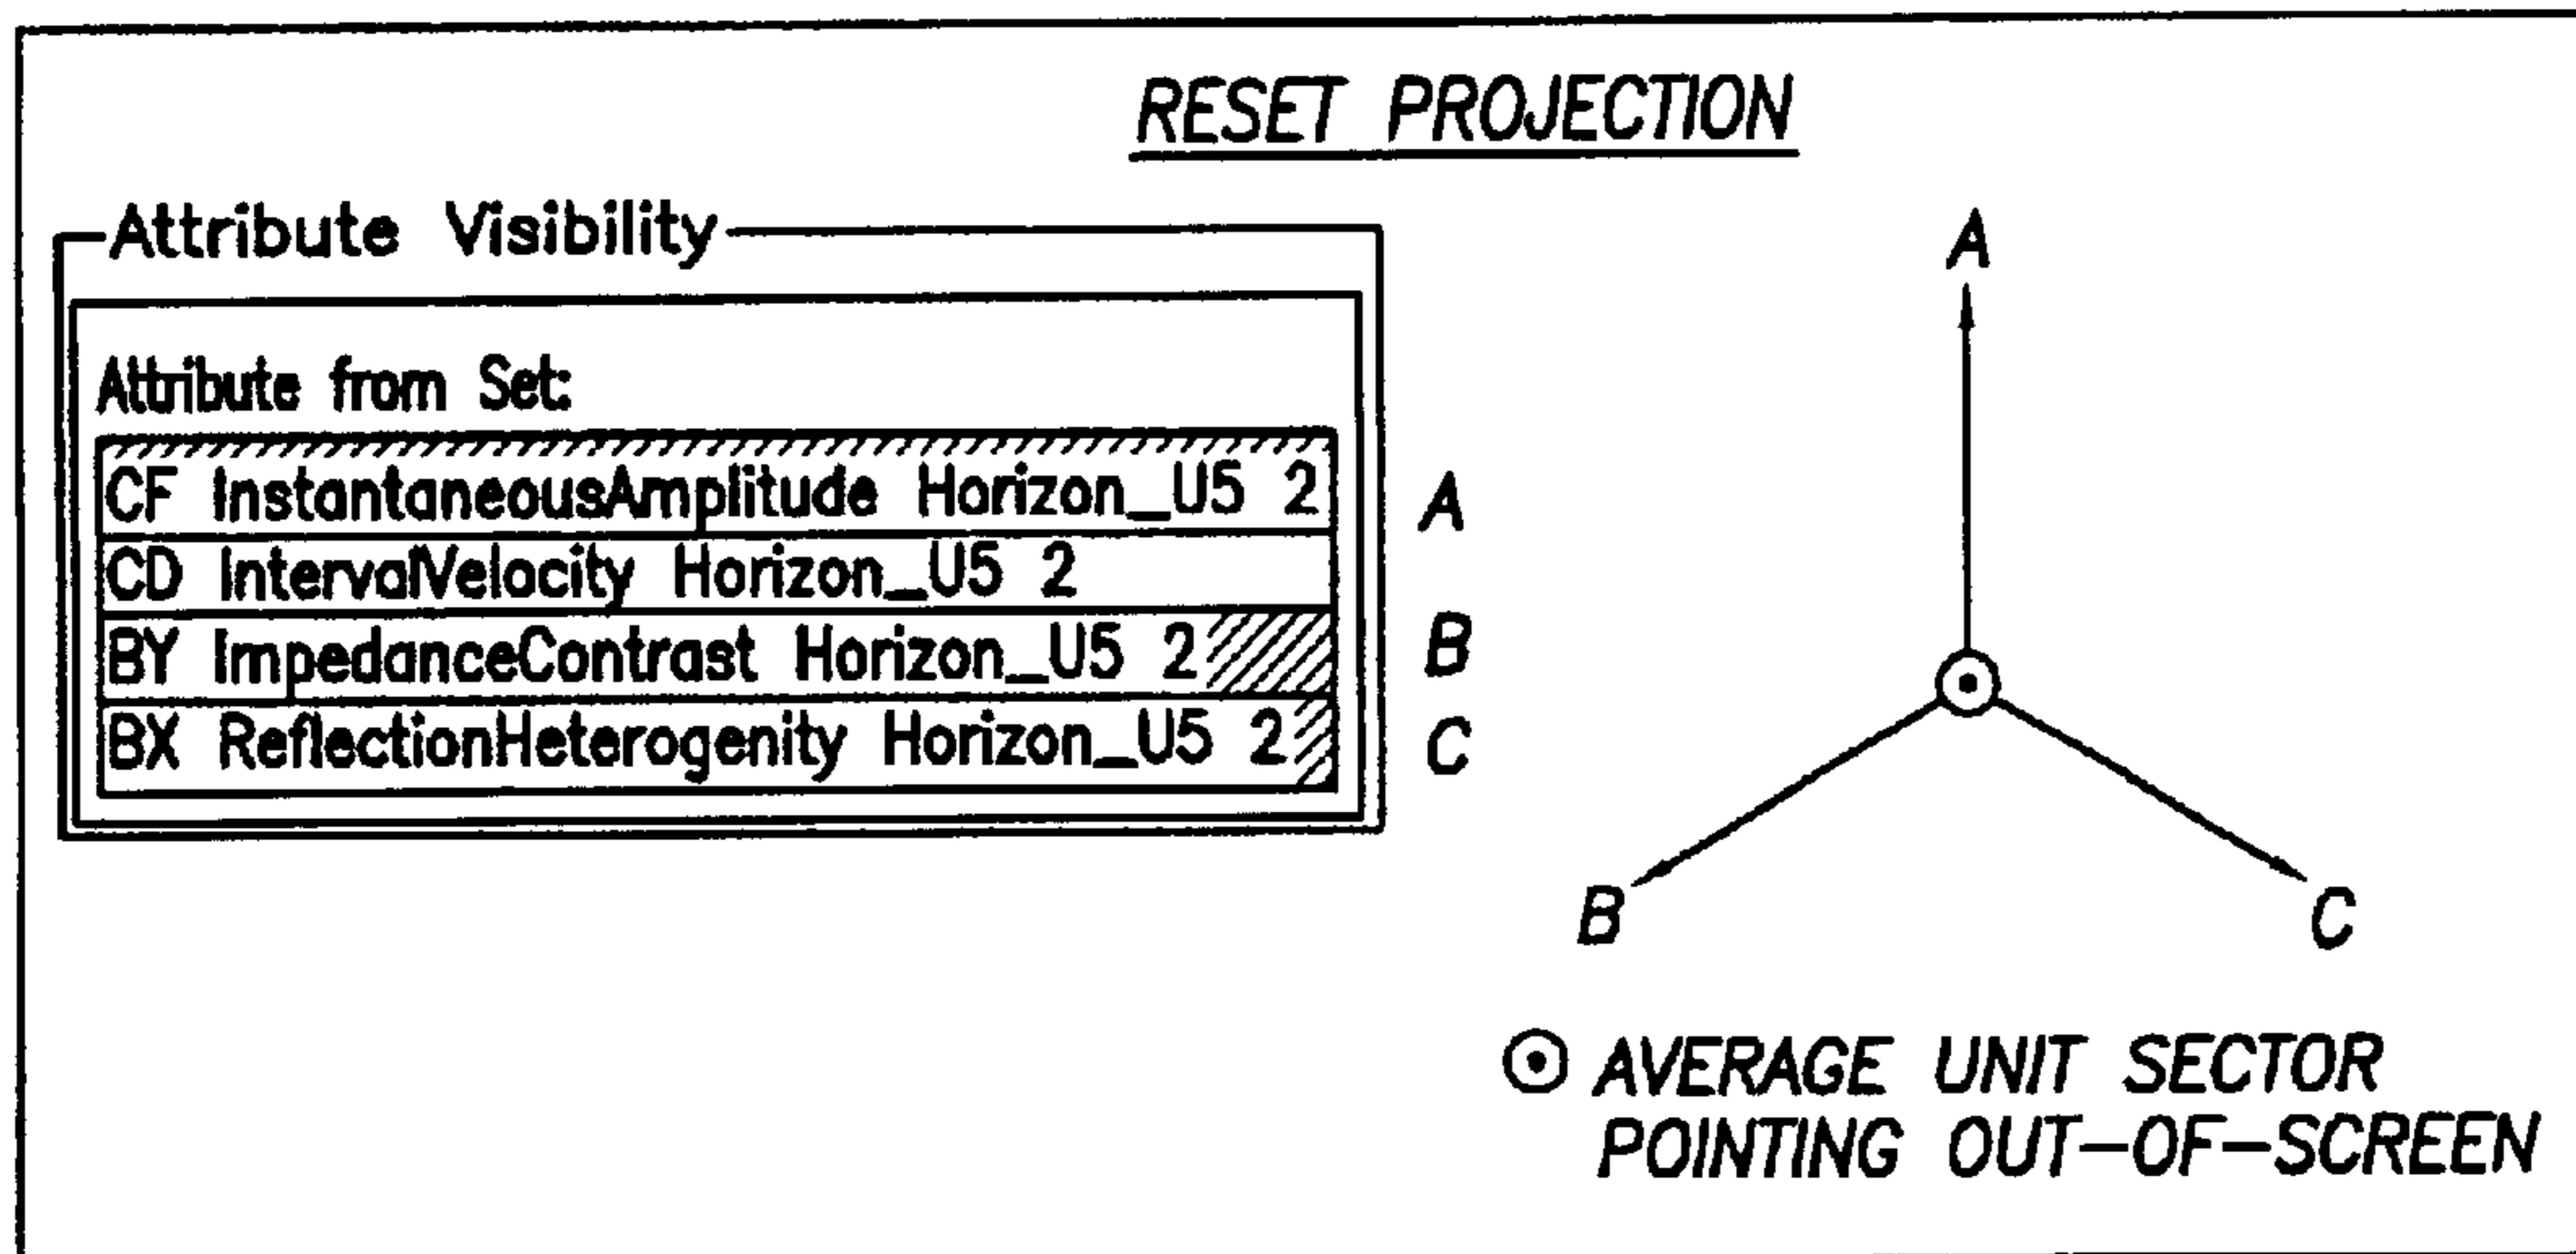 RESET PROJECTION
Attribute Visibility
Attribute from Set:
CF InstantaneousAmplitude Horizon_U5 2
A
CD IntervalVelocity Horizon_U5 2
BY ImpedanceContrast Horizon_U5 2
B
BX ReflectionHeterogenity Horizon_U5 2
C
A
B
C
AVERAGE UNIT SECTOR
POINTING OUT-OF-SCREEN